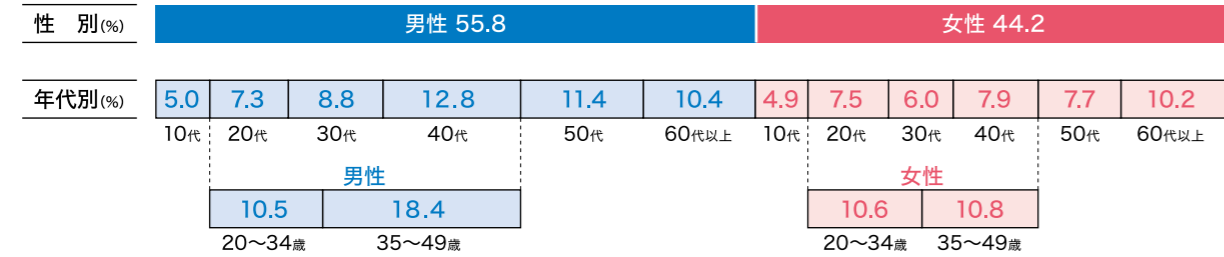 性　別(%) 男性 55.8 女性 44.2
年代別(%) 5.0 7.3 8.8 12.8 11.4 10.4 4.9 7.5 6.0 7.9 7.7 10.2
10代 20代 30代 40代 50代 60代以上 10代 20代 30代 40代 50代 60代以上
男性 女性
10.5 18.4 10.6 10.8
20〜34歳 35〜49歳 20〜34歳 35〜49歳